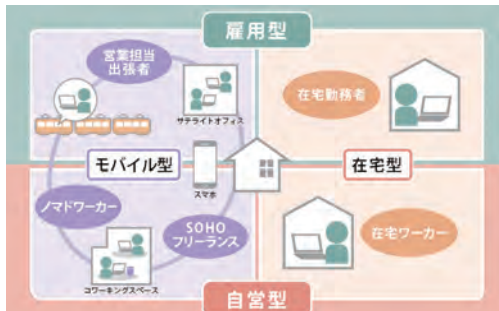 雇用型
営業担当
出張者
サテライトオフィス
在宅勤務者
モバイル型
スマホ
在宅型
ノマドワーカー
SOHO
フリーランス
在宅ワーカー
コワーキングスペース
自営型